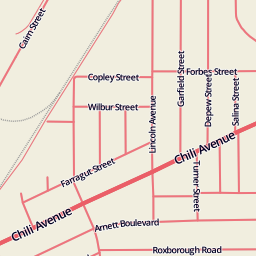 Cairn Street
Copley Street
Forbes Street
Wilbur Street
Garfield Street
Depew Street
Salina Street
Lincoln Avenue
Chili Avenue
Farragut Street
Turner Street
Chili Avenue
Arnett Boulevard
Roxborough Road